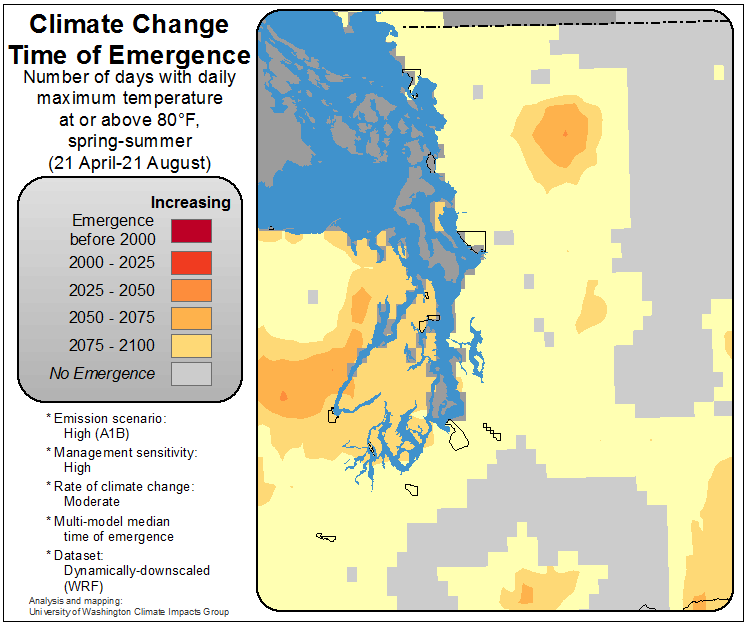 Climate Change
Time of Emergence
Number of days with daily
maximum temperature
at or above 80°F,
spring-summer
(21 April-21 August)
Increasing
Emergence
before 2000
2000 - 2025
2025 - 2050
2050 - 2075
2075 - 2100
No Emergence
* Emission scenario:
High (A1B)
* Management sensitivity:
High
* Rate of climate change:
Moderate
* Multi-model median
time of emergence
* Dataset:
Dynamically-downscaled
(WRF)
Analysis and mapping:
University of Washington Climate Impacts Group